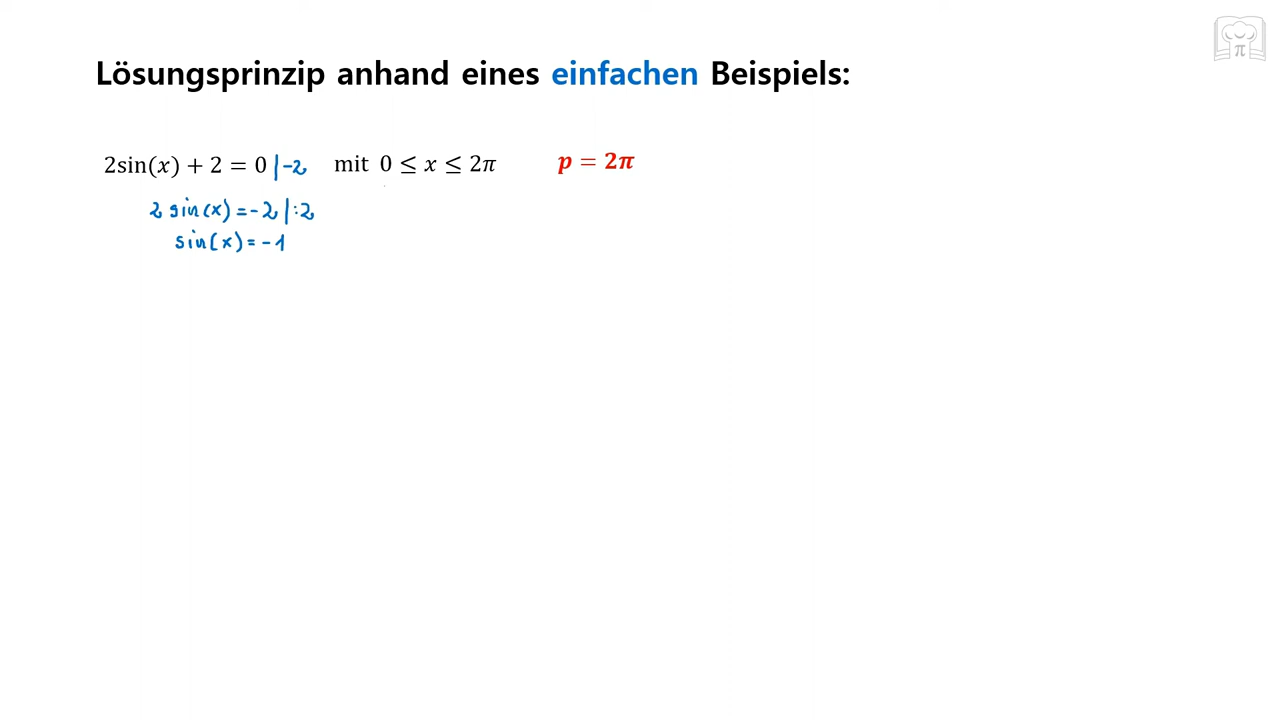 Lösungsprinzip anhand eines einfachen Beispiels:
2sin(x) + 2 = 0 |-2 mit 0 ≤ x ≤ 2π p = 2π
2 sin(x) = -2 | :2
sin(x) = -1
π